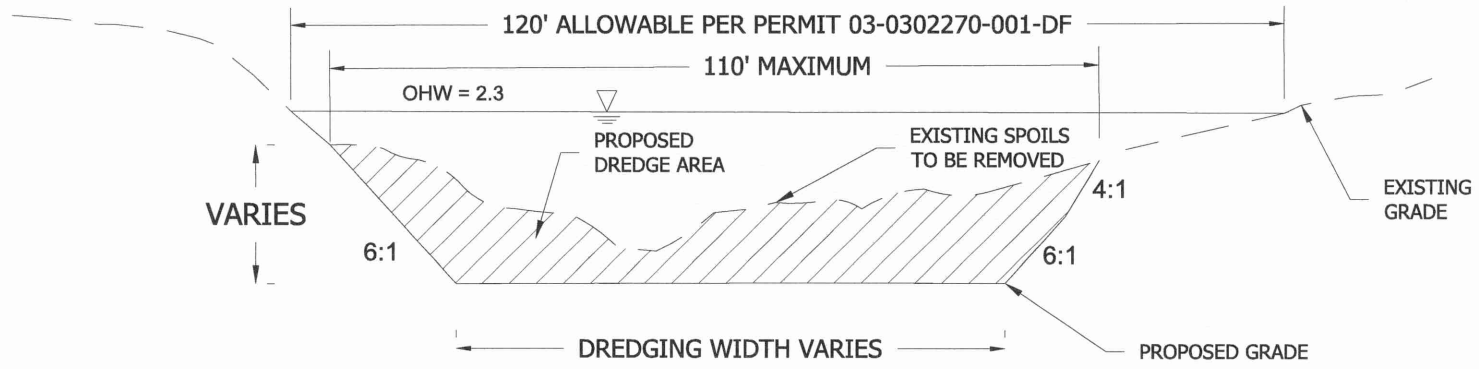 120' ALLOWABLE PER PERMIT 03-0302270-001-DF
110' MAXIMUM
OHW = 2.3
PROPOSED
DREDGE AREA
EXISTING SPOILS
TO BE REMOVED
4:1
EXISTING
GRADE
VARIES
6:1
6:1
DREDGING WIDTH VARIES
PROPOSED GRADE